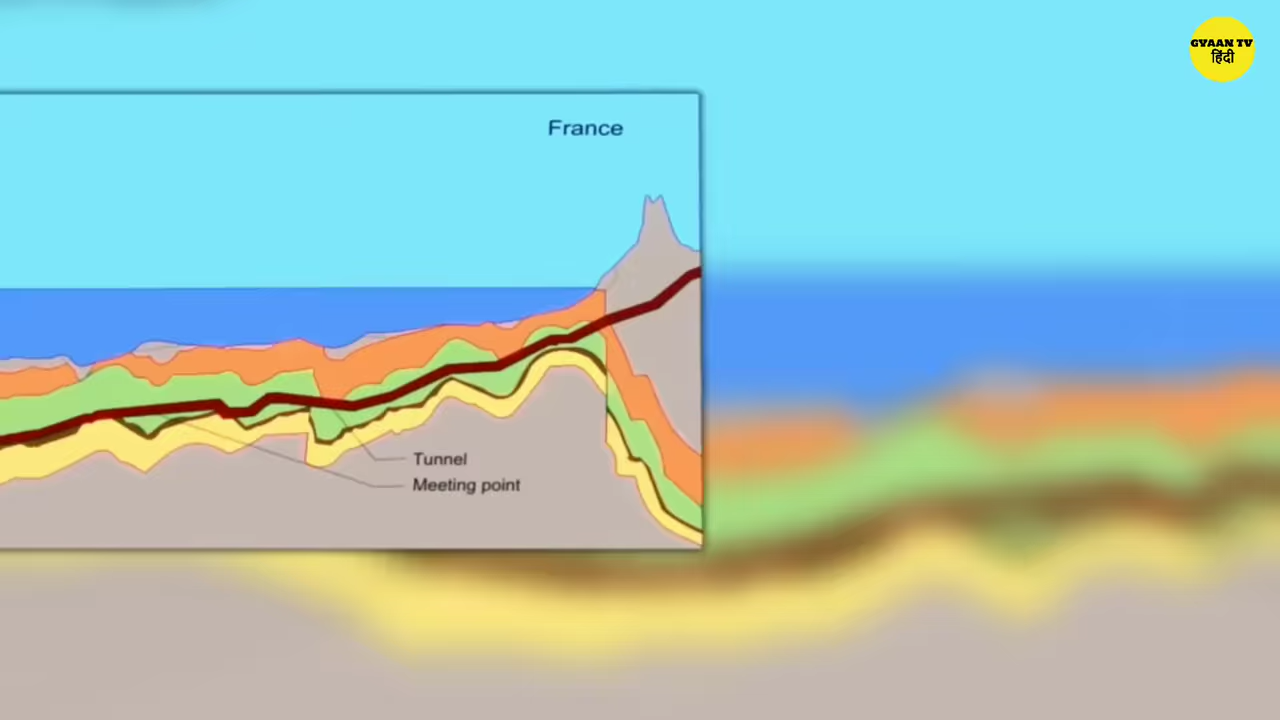 GYAAN TV
हिंदी
France
Tunnel
Meeting point